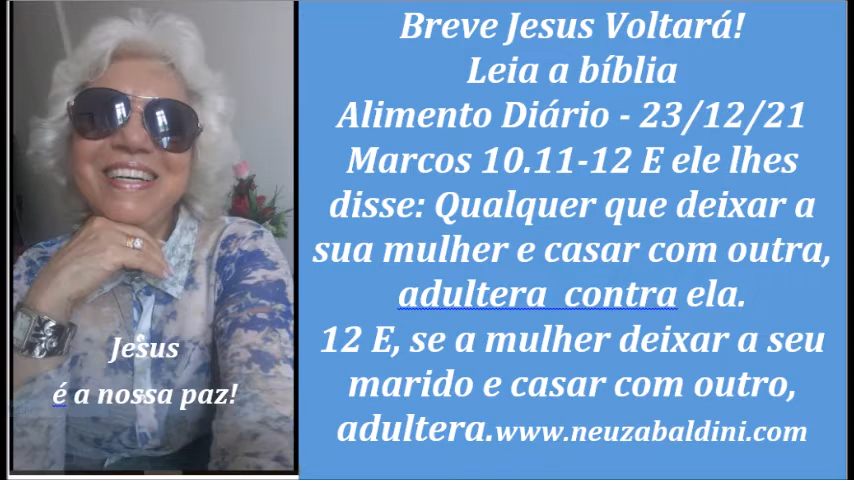 Breve Jesus Voltará!
Leia a bíblia
Alimento Diário - 23/12/21
Marcos 10.11-12 E ele lhes
disse: Qualquer que deixar a
sua mulher e casar com outra,
adultera  contra ela.
12 E, se a mulher deixar a seu
marido e casar com outro,
adultera.www.neuzabaldini.com
Jesus
é a nossa paz!